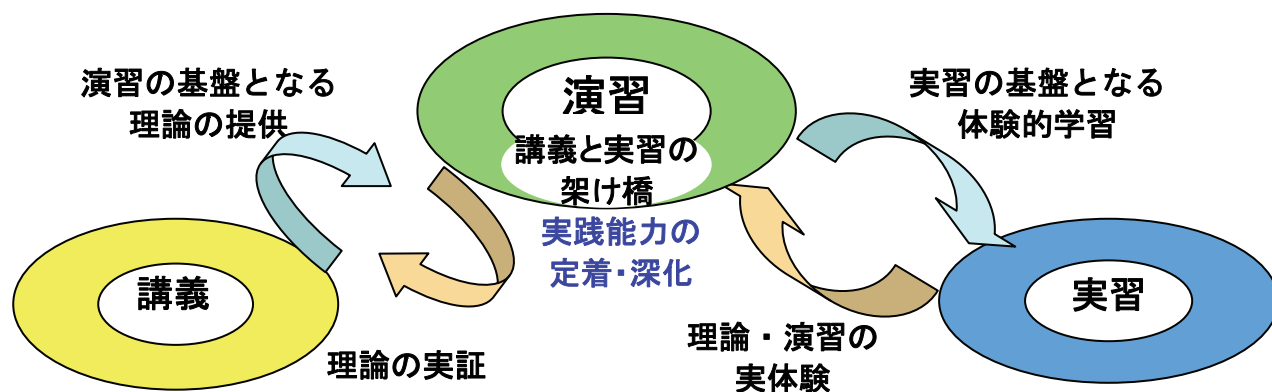 演習の基盤となる
理論の提供
演習
講義と実習の
架け橋
実践能力の
定着・深化
実習の基盤となる
体験的学習
講義
実習
理論の実証
理論・演習の
実体験